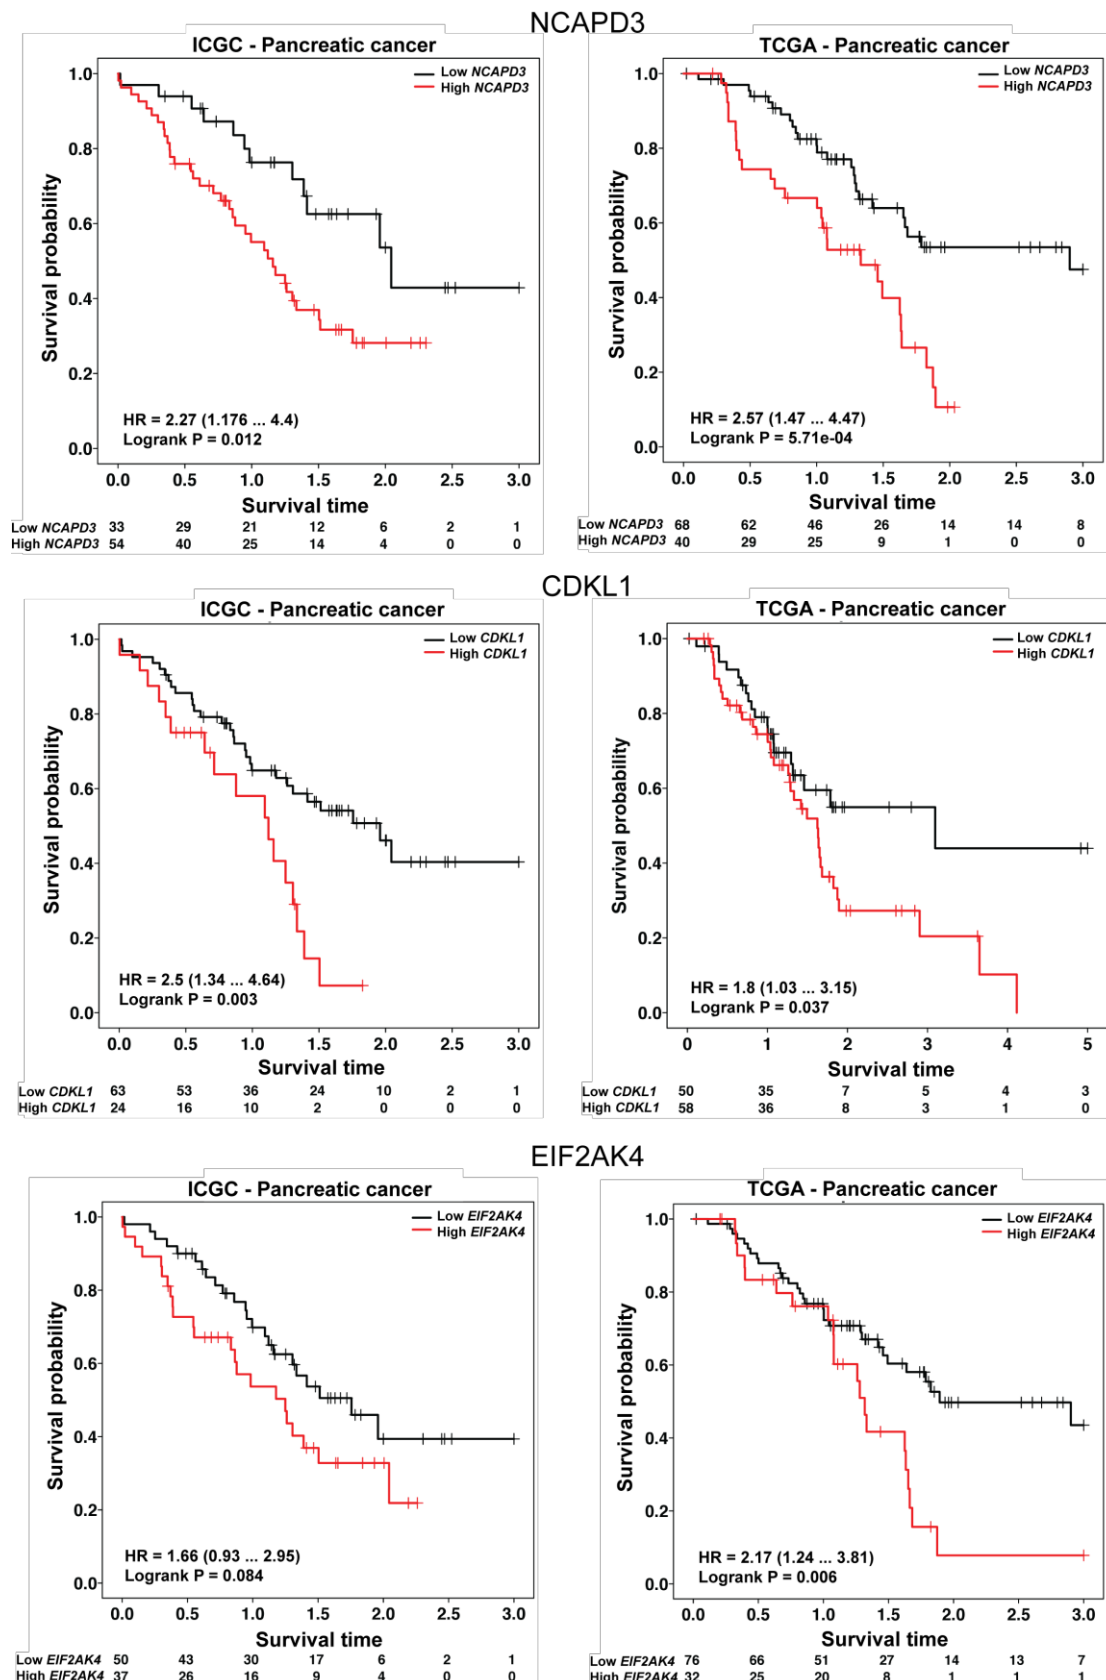 NCAPD3
ICGC - Pancreatic cancer
Low NCAPD3
High NCAPD3
Survival probability
1.0
0.8
0.6
0.4
0.2
0.0
HR = 2.27 (1.176 ... 4.4)
Logrank P = 0.012
0.0 0.5 1.0 1.5 2.0 2.5 3.0
Survival time
Low NCAPD3 33 29 21 12 6 2 1
High NCAPD3 54 40 25 14 4 0 0
TCGA - Pancreatic cancer
Low NCAPD3
High NCAPD3
Survival probability
1.0
0.8
0.6
0.4
0.2
0.0
HR = 2.57 (1.47 ... 4.47)
Logrank P = 5.71e-04
0.0 0.5 1.0 1.5 2.0 2.5 3.0
Survival time
Low NCAPD3 68 62 46 26 14 14 8
High NCAPD3 40 29 25 9 1 0 0
CDKL1
ICGC - Pancreatic cancer
Low CDKL1
High CDKL1
Survival probability
1.0
0.8
0.6
0.4
0.2
0.0
HR = 2.5 (1.34 ... 4.64)
Logrank P = 0.003
0.0 0.5 1.0 1.5 2.0 2.5 3.0
Survival time
Low CDKL1 63 53 36 24 10 2 1
High CDKL1 24 16 10 2 0 0 0
TCGA - Pancreatic cancer
Low CDKL1
High CDKL1
Survival probability
1.0
0.8
0.6
0.4
0.2
0.0
HR = 1.8 (1.03 ... 3.15)
Logrank P = 0.037
0 1 2 3 4 5
Survival time
Low CDKL1 50 35 7 5 4 3
High CDKL1 58 36 8 3 1 0
EIF2AK4
ICGC - Pancreatic cancer
Low EIF2AK4
High EIF2AK4
Survival probability
1.0
0.8
0.6
0.4
0.2
0.0
HR = 1.66 (0.93 ... 2.95)
Logrank P = 0.084
0.0 0.5 1.0 1.5 2.0 2.5 3.0
Survival time
Low EIF2AK4 50 43 30 17 6 2 1
High EIF2AK4 37 26 16 9 4 0 0
TCGA - Pancreatic cancer
Low EIF2AK4
High EIF2AK4
Survival probability
1.0
0.8
0.6
0.4
0.2
0.0
HR = 2.17 (1.24 ... 3.81)
Logrank P = 0.006
0.0 0.5 1.0 1.5 2.0 2.5 3.0
Survival time
Low EIF2AK4 76 66 51 27 14 13 7
High EIF2AK4 32 25 20 8 1 1 1